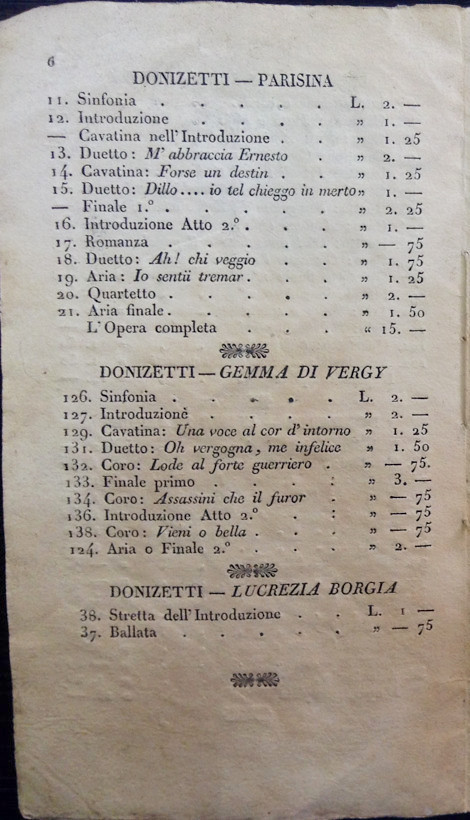 6
DONIZETTI — PARISINA
11. Sinfonia . . . . . L. 2. —
12. Introduzione . . . . „ 1. —
— Cavatina nell'Introduzione . . „ 1. 25
13. Duetto: M' abbraccia Ernesto . „ 2. —
14. Cavatina: Forse un destin . . „ 1. 25
15. Duetto: Dillo.... io tel chieggo in merto „ 1. —
— Finale 1.° . . . . . „ 2. 25
16. Introduzione Atto 2.° . . . „ 1. —
17. Romanza . . . . . „ — 75
18. Duetto: Ah! chi veggio . . „ 1. 75
19. Aria: Io sentii tremar . . . „ 1. 25
20. Quartetto . . . . . „ 2. —
21. Aria finale . . . . . „ 1. 50
L'Opera completa . . . “ 15. —
DONIZETTI — GEMMA DI VERGY
126. Sinfonia . . . . . L. 2. —
127. Introduzione . . . . „ 2. —
129. Cavatina: Una voce al cor d'intorno „ 1. 25
131. Duetto: Oh vergogna, me infelice „ 1. 50
132. Coro: Lode al forte guerriero . „ — 75.
133. Finale primo . . . . „ 3. —
134. Coro: Assassini che il furor . „ — 75
136. Introduzione Atto 2.° . : „ — 75
138. Coro: Vieni o bella . . . „ — 75
124. Aria o Finale 2.° . . . „ 2. —
DONIZETTI — LUCREZIA BORGIA
38. Stretta dell'Introduzione . . L. 1 —
37. Ballata . . . . . „ — 75